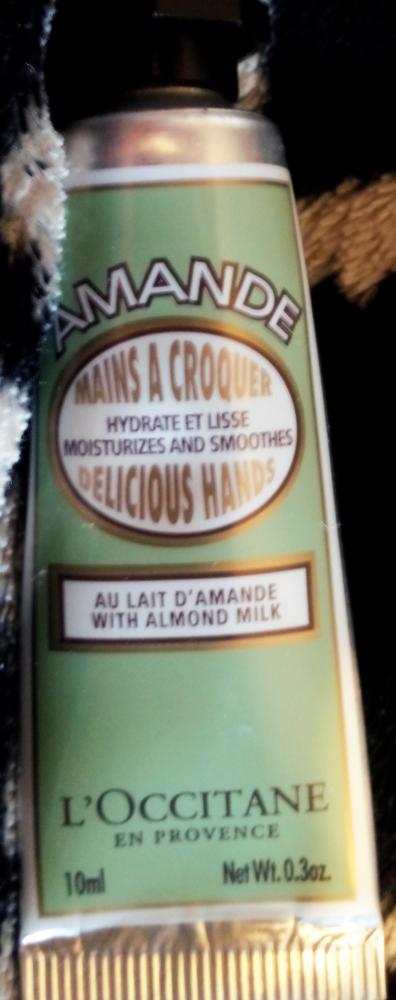 AMANDE
MAINS A CROQUER
HYDRATE ET LISSE
MOISTURIZES AND SMOOTHES
DELICIOUS HANDS
AU LAIT D'AMANDE
WITH ALMOND MILK
L'OCCITANE
EN PROVENCE
10ml Net Wt. 0.3oz.